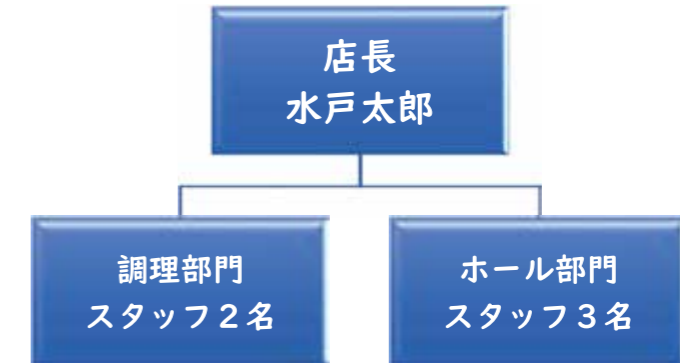 店長
水戸太郎
調理部門
スタッフ２名
ホール部門
スタッフ３名